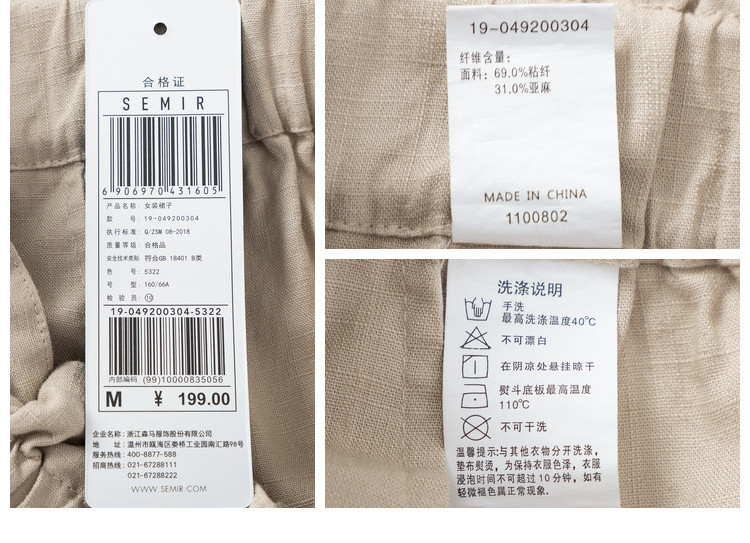 合格证
SEMIR
6 906970 431605
产品名称: 女装裙子
款 号: 19-049200304
执行标准: Q/ZSM 08-2018
质量等级: 合格品
安全技术类别: 符合GB 18401 B类
色 号: 5322
号 型: 160/66A
检 验 员: ⑩
19-049200304-5322
内部编码 (99)10000835056
M ¥ 199.00
企业名称: 浙江森马服饰股份有限公司
地 址: 温州市瓯海区娄桥工业园南汇路98号
服务热线: 400-8877-588
招商热线: 021-67288111
021-67288222
WWW.SEMIR.COM
19-049200304
纤维含量:
面料: 69.0%粘纤
31.0%亚麻
MADE IN CHINA
1100802
洗涤说明
手洗
最高洗涤温度40℃
不可漂白
在阴凉处悬挂晾干
熨斗底板最高温度
110℃
不可干洗
温馨提示:与其他衣物分开洗涤,
垫布熨烫,为保持衣服色泽,衣服
浸泡时间不可超过10分钟,如有
轻微褪色属正常现象.